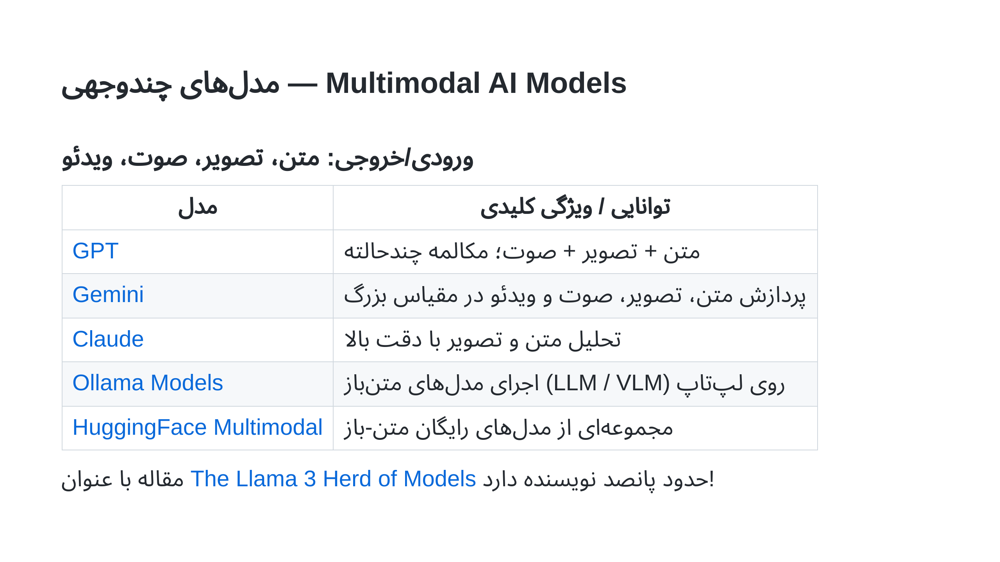 مدل‌های چندوجهی — Multimodal AI Models
ورودی/خروجی: متن، تصویر، صوت، ویدئو
مدل	توانایی / ویژگی کلیدی
GPT	متن + تصویر + صوت؛ مکالمه چندحالته
Gemini	پردازش متن، تصویر، صوت و ویدئو در مقیاس بزرگ
Claude	تحلیل متن و تصویر با دقت بالا
Ollama Models	اجرای مدل‌های متن‌باز (LLM / VLM) روی لپ‌تاپ
HuggingFace Multimodal	مجموعه‌ای از مدل‌های رایگان متن-باز
مقاله با عنوان The Llama 3 Herd of Models حدود پانصد نویسنده دارد!